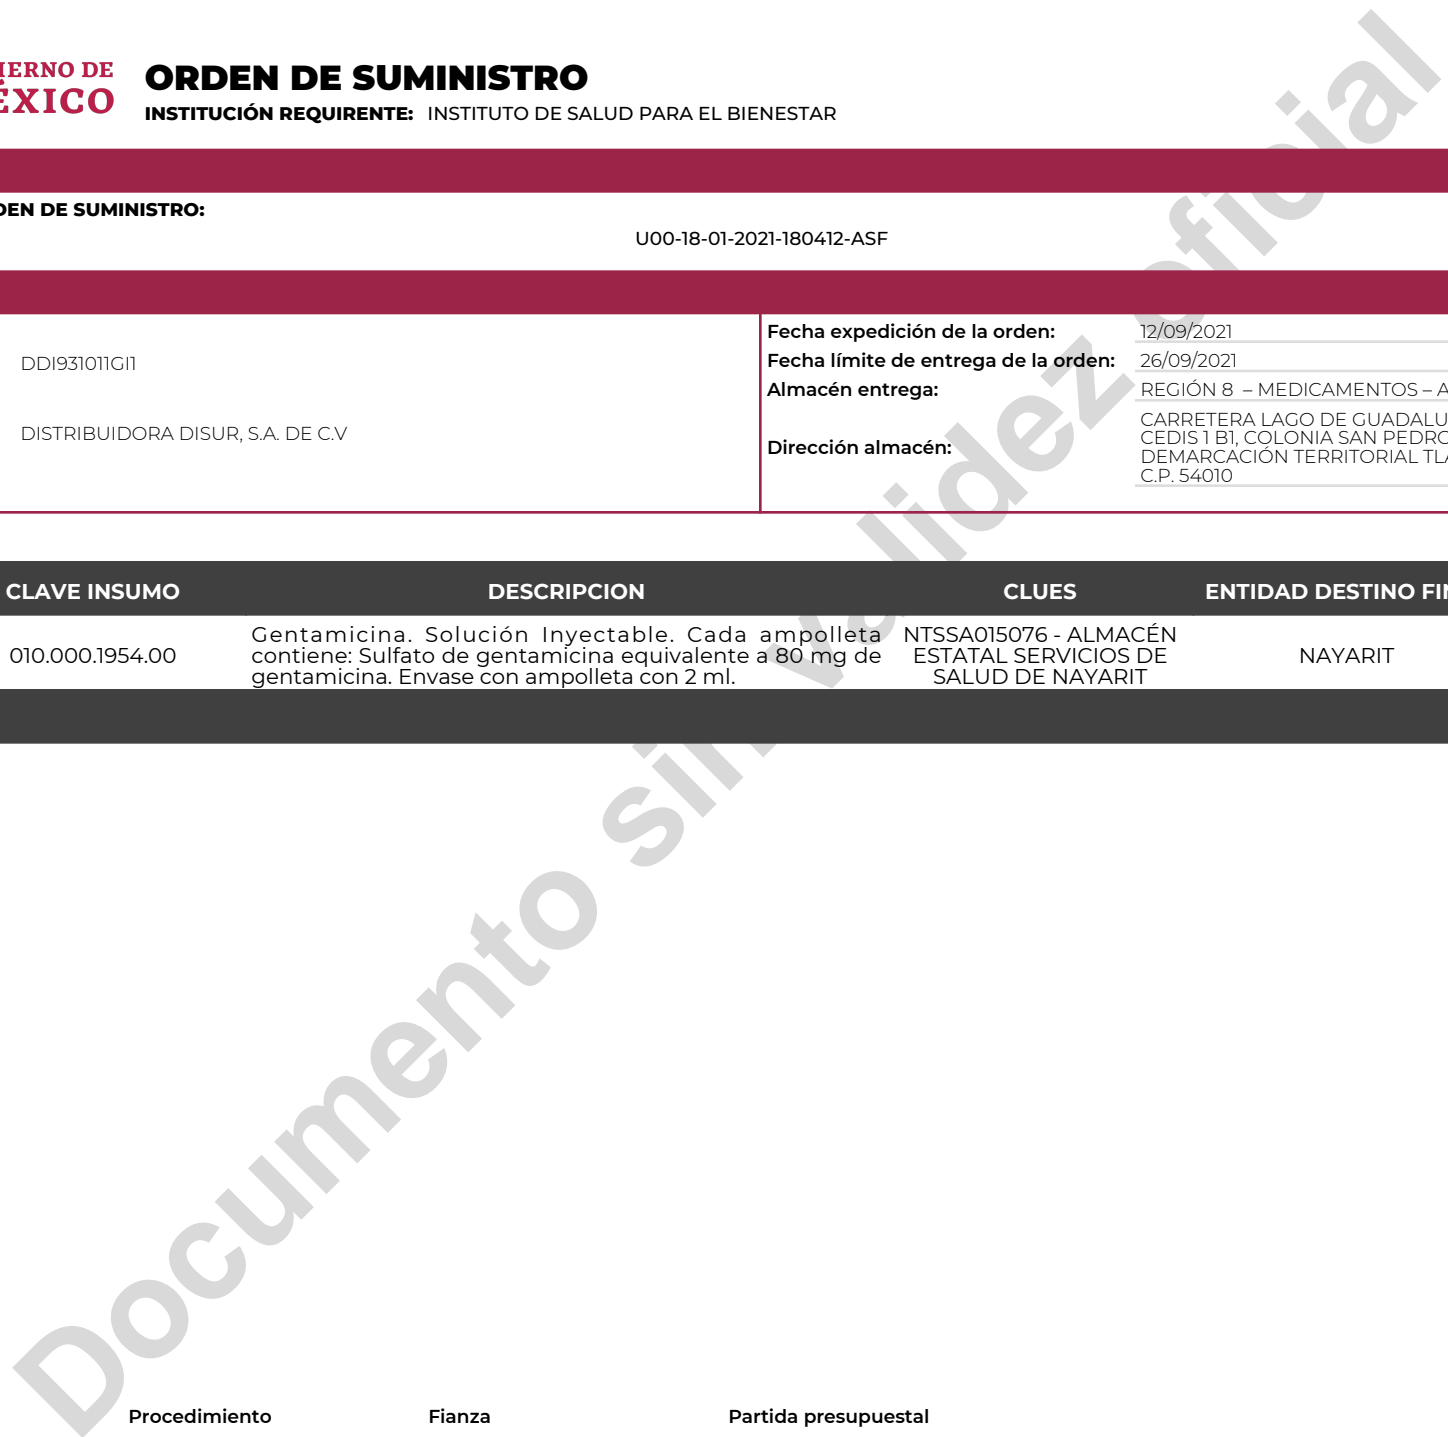 IERNO DE
ÉXICO
ORDEN DE SUMINISTRO
INSTITUCIÓN REQUIRENTE: INSTITUTO DE SALUD PARA EL BIENESTAR
DEN DE SUMINISTRO:
U00-18-01-2021-180412-ASF
DDI931011GI1
DISTRIBUIDORA DISUR, S.A. DE C.V
Fecha expedición de la orden: 12/09/2021
Fecha límite de entrega de la orden: 26/09/2021
Almacén entrega: REGIÓN 8 – MEDICAMENTOS – A
Dirección almacén:
CARRETERA LAGO DE GUADALU
CEDIS 1 B1, COLONIA SAN PEDRO
DEMARCACIÓN TERRITORIAL TLA
C.P. 54010
CLAVE INSUMO DESCRIPCION CLUES ENTIDAD DESTINO FIN
010.000.1954.00
Gentamicina. Solución Inyectable. Cada ampolleta
contiene: Sulfato de gentamicina equivalente a 80 mg de
gentamicina. Envase con ampolleta con 2 ml.
NTSSA015076 - ALMACÉN
ESTATAL SERVICIOS DE
SALUD DE NAYARIT
NAYARIT
Documento sin validez oficial
Procedimiento Fianza Partida presupuestal